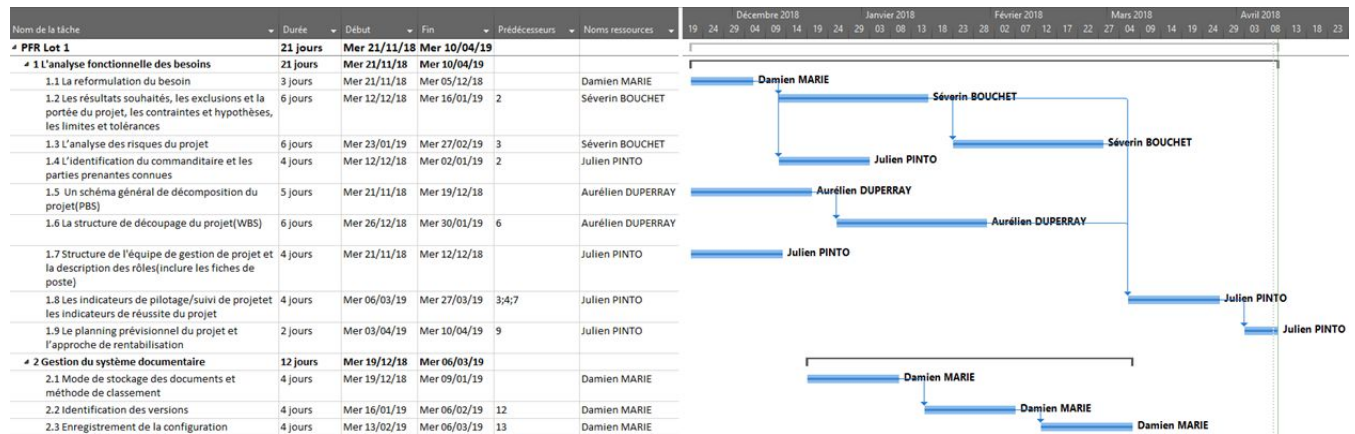 Décembre 2018 Janvier 2018 Février 2018 Mars 2018 Avril 2018
Nom de la tâche Durée Début Fin Prédécesseurs Noms ressources 19 24 29 04 09 14 19 24 29 03 08 13 18 23 28 02 07 12 17 22 27 04 09 14 19 24 29 03 08 13 18 23
PFR Lot 1 21 jours Mer 21/11/18 Mer 10/04/19
1 L'analyse fonctionnelle des besoins 21 jours Mer 21/11/18 Mer 10/04/19
1.1 La reformulation du besoin 3 jours Mer 21/11/18 Mer 05/12/18 Damien MARIE Damien MARIE
1.2 Les résultats souhaités, les exclusions et la 6 jours Mer 12/12/18 Mer 16/01/19 2 Séverin BOUCHET Séverin BOUCHET
portée du projet, les contraintes et hypothèses,
les limites et tolérances
1.3 L'analyse des risques du projet 6 jours Mer 23/01/19 Mer 27/02/19 3 Séverin BOUCHET Séverin BOUCHET
1.4 L'identification du commanditaire et les 4 jours Mer 12/12/18 Mer 02/01/19 2 Julien PINTO Julien PINTO
parties prenantes connues
1.5 Un schéma général de décomposition du 5 jours Mer 21/11/18 Mer 19/12/18 Aurélien DUPERRAY Aurélien DUPERRAY
projet(PBS)
1.6 La structure de découpage du projet(WBS) 6 jours Mer 26/12/18 Mer 30/01/19 6 Aurélien DUPERRAY Aurélien DUPERRAY
1.7 Structure de l'équipe de gestion de projet et 4 jours Mer 21/11/18 Mer 12/12/18 Julien PINTO Julien PINTO
la description des rôles(inclure les fiches de
poste)
1.8 Les indicateurs de pilotage/suivi de projetet 4 jours Mer 06/03/19 Mer 27/03/19 3;4;7 Julien PINTO Julien PINTO
les indicateurs de réussite du projet
1.9 Le planning prévisionnel du projet et 2 jours Mer 03/04/19 Mer 10/04/19 9 Julien PINTO Julien PINTO
l'approche de rentabilisation
2 Gestion du système documentaire 12 jours Mer 19/12/18 Mer 06/03/19
2.1 Mode de stockage des documents et 4 jours Mer 19/12/18 Mer 09/01/19 Damien MARIE Damien MARIE
méthode de classement
2.2 Identification des versions 4 jours Mer 16/01/19 Mer 06/02/19 12 Damien MARIE Damien MARIE
2.3 Enregistrement de la configuration 4 jours Mer 13/02/19 Mer 06/03/19 13 Damien MARIE Damien MARIE